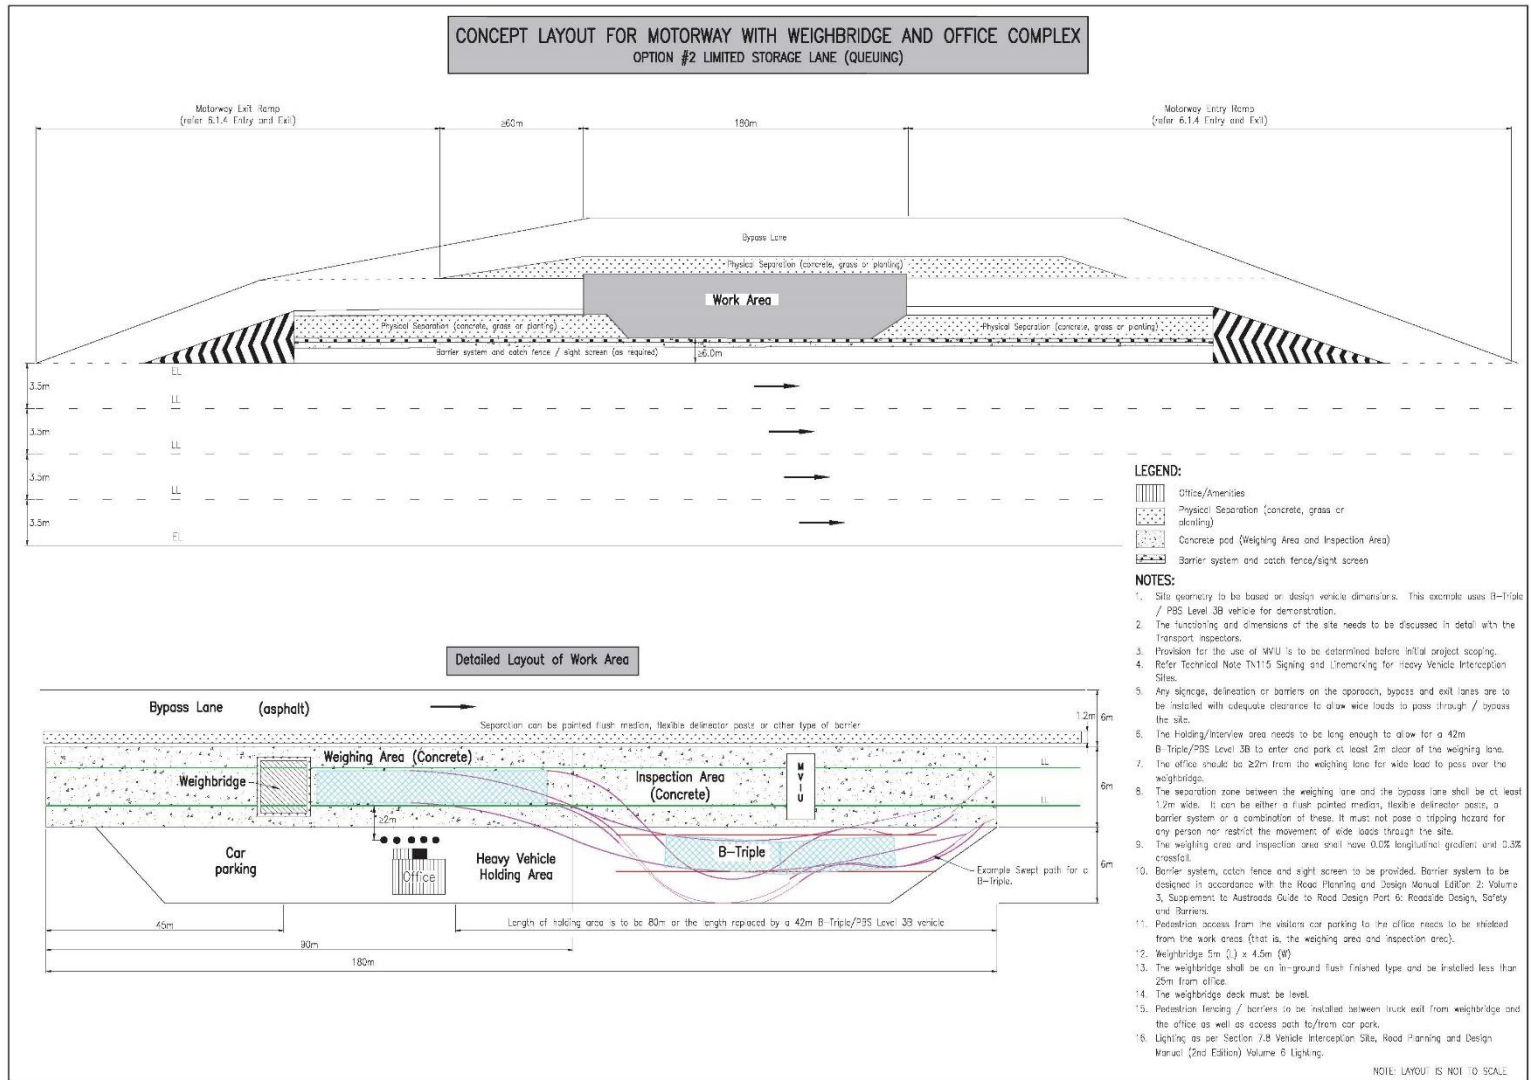 CONCEPT LAYOUT FOR MOTORWAY WITH WEIGHBRIDGE AND OFFICE COMPLEX
OPTION #2 LIMITED STORAGE LANE (QUEUING)
Motorway Exit Ramp
(refer 6.1.4 Entry and Exit)
≥60m
180m
Motorway Entry Ramp
(refer 6.1.4 Entry and Exit)
Bypass Lane
Physical Separation (concrete, grass or planting)
Work Area
Physical Separation (concrete, grass or planting)
Physical Separation (concrete, grass or planting)
Barrier system and catch fence / sight screen (as required)
≥6.0m
EL
3.5m
LL
3.5m
LL
3.5m
LL
3.5m
EL
LEGEND:
Office/Amenities
Physical Separation (concrete, grass or
planting)
Concrete pad (Weighing Area and Inspection Area)
Barrier system and catch fence/sight screen
NOTES:
1. Site geometry to be based on design vehicle dimensions. This example uses B-Triple
/ PBS Level 3B vehicle for demonstration.
2. The functioning and dimensions of the site needs to be discussed in detail with the
Transport Inspectors.
3. Provision for the use of MVIU is to be determined before initial project scoping.
4. Refer Technical Note TN115 Signing and Linemarking for Heavy Vehicle Interception
Sites.
5. Any signage, delineation or barriers on the approach, bypass and exit lanes are to
be installed with adequate clearance to allow wide loads to pass through / bypass
the site.
6. The Holding/Interview area needs to be long enough to allow for a 42m
B-Triple/PBS Level 3B to enter and park at least 2m clear of the weighing lane.
7. The office should be ≥2m from the weighing lane for wide load to pass over the
weighbridge.
8. The separation zone between the weighing lane and the bypass lane shall be at least
1.2m wide. It can be either a flush painted median, flexible delineator posts, a
barrier system or a combination of these. It must not pose a tripping hazard for
any person nor restrict the movement of wide loads through the site.
9. The weighing area and inspection area shall have 0.0% longitudinal gradient and 0.3%
crossfall.
10. Barrier system, catch fence and sight screen to be provided. Barrier system to be
designed in accordance with the Road Planning and Design Manual Edition 2: Volume
3, Supplement to Austroads Guide to Road Design Part 6: Roadside Design, Safety
and Barriers.
11. Pedestrian access from the visitors car parking to the office needs to be shielded
from the work areas (that is, the weighing area and inspection area).
12. Weighbridge 5m (L) x 4.5m (W)
13. The weighbridge shall be an in-ground flush finished type and be installed less than
25m from office.
14. The weighbridge deck must be level.
15. Pedestrian fencing / barriers to be installed between truck exit from weighbridge and
the office as well as access path to/from car park.
16. Lighting as per Section 7.8 Vehicle Interception Site, Road Planning and Design
Manual (2nd Edition) Volume 6 Lighting.
NOTE: LAYOUT IS NOT TO SCALE
Detailed Layout of Work Area
Bypass Lane (asphalt)
Separation can be painted flush median, flexible delineator posts or other type of barrier
1.2m
6m
Weighing Area (Concrete)
Weighbridge
Inspection Area
(Concrete)
MVIU
LL
LL
6m
≥2m
Car
parking
Office
Heavy Vehicle
Holding Area
B-Triple
Example Swept path for a
B-Triple.
6m
45m
Length of holding area is to be 80m or the length replaced by a 42m B-Triple/PBS Level 3B vehicle
90m
180m